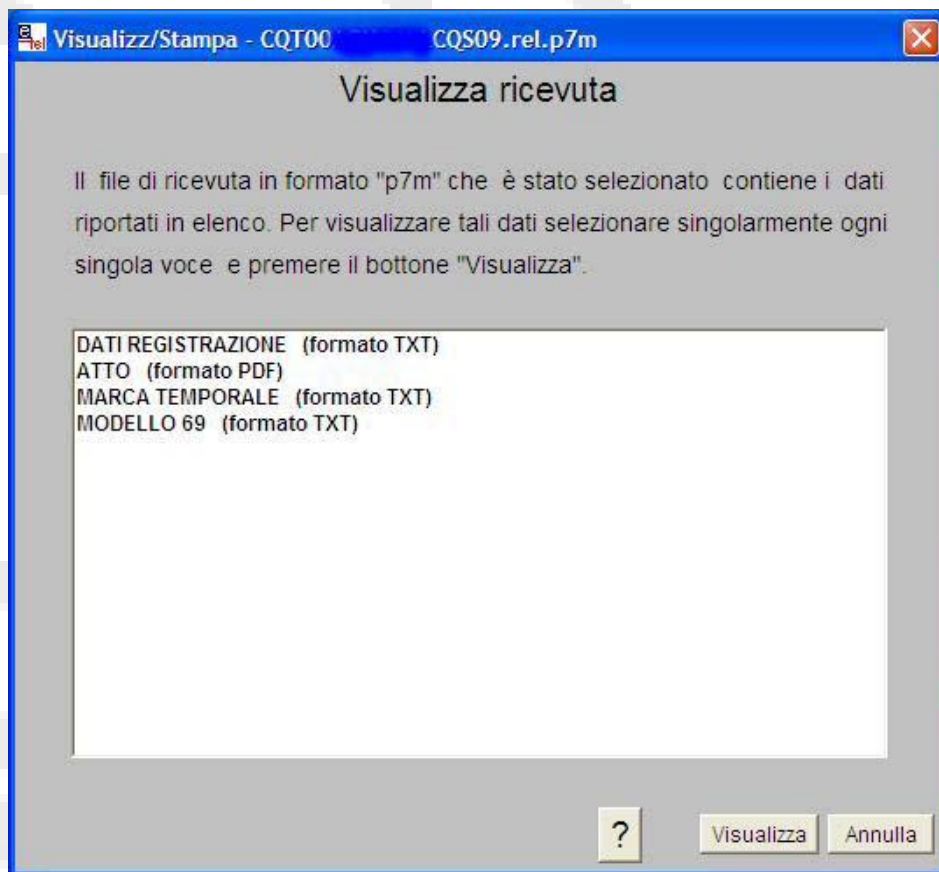 Visualizz/Stampa - CQT00 CQS09.rel.p7m
Visualizza ricevuta
Il file di ricevuta in formato "p7m" che è stato selezionato contiene i dati
riportati in elenco. Per visualizzare tali dati selezionare singolarmente ogni
singola voce e premere il bottone "Visualizza".
DATI REGISTRAZIONE (formato TXT)
ATTO (formato PDF)
MARCA TEMPORALE (formato TXT)
MODELLO 69 (formato TXT)
? Visualizza Annulla